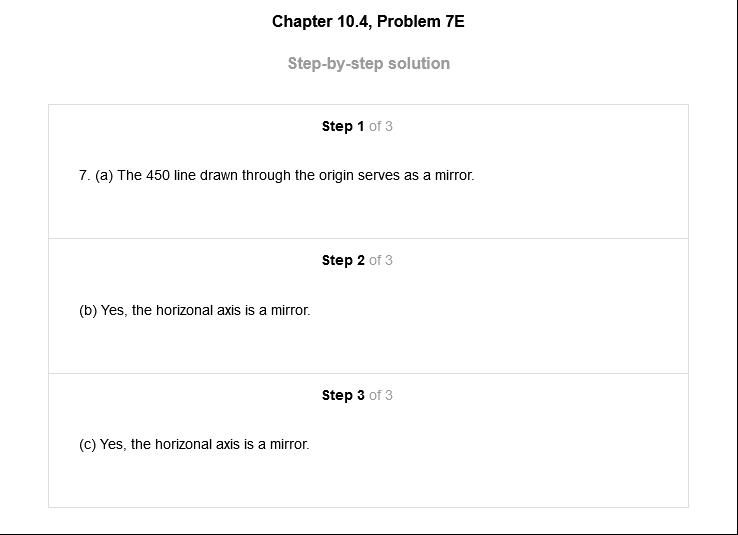 Chapter 10.4, Problem 7E
Step-by-step solution
Step 1 of 3
7. (a) The 450 line drawn through the origin serves as a mirror.
Step 2 of 3
(b) Yes, the horizonal axis is a mirror.
Step 3 of 3
(c) Yes, the horizonal axis is a mirror.